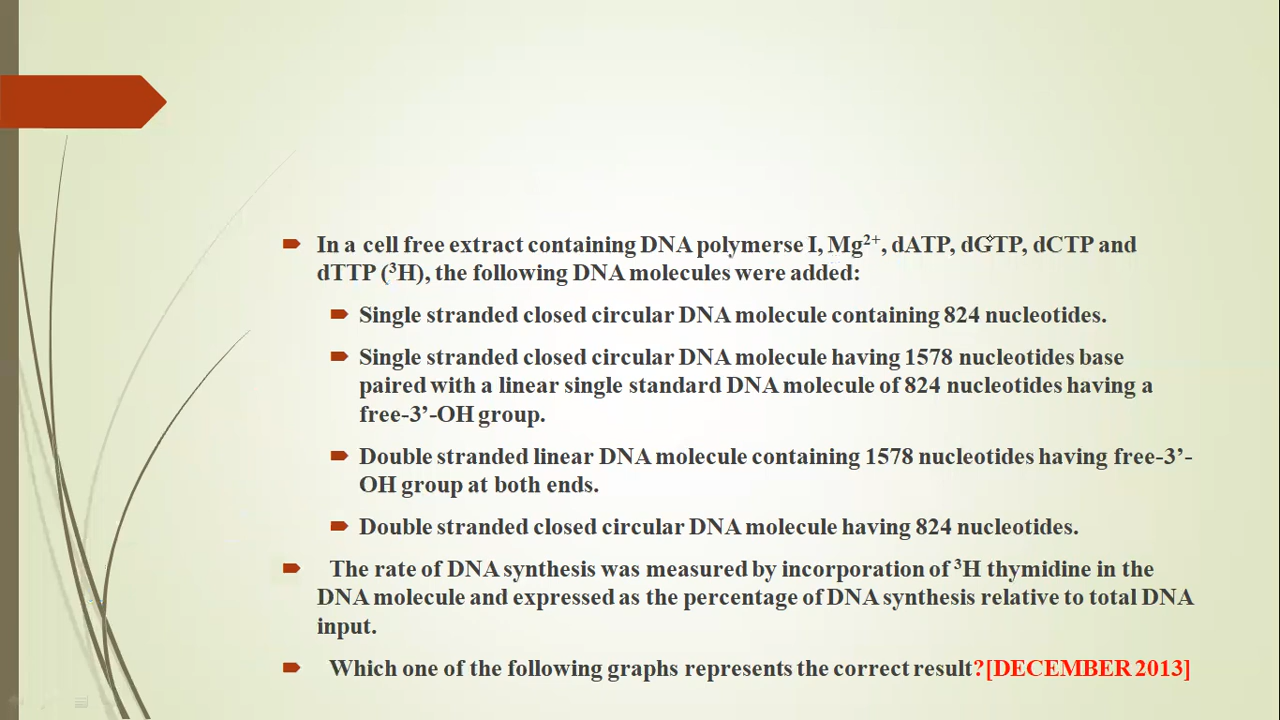 In a cell free extract containing DNA polymerse I, Mg²⁺, dATP, dGTP, dCTP and
dTTP (³H), the following DNA molecules were added:
Single stranded closed circular DNA molecule containing 824 nucleotides.
Single stranded closed circular DNA molecule having 1578 nucleotides base
paired with a linear single standard DNA molecule of 824 nucleotides having a
free-3’-OH group.
Double stranded linear DNA molecule containing 1578 nucleotides having free-3’-
OH group at both ends.
Double stranded closed circular DNA molecule having 824 nucleotides.
The rate of DNA synthesis was measured by incorporation of ³H thymidine in the
DNA molecule and expressed as the percentage of DNA synthesis relative to total DNA
input.
Which one of the following graphs represents the correct result?[DECEMBER 2013]